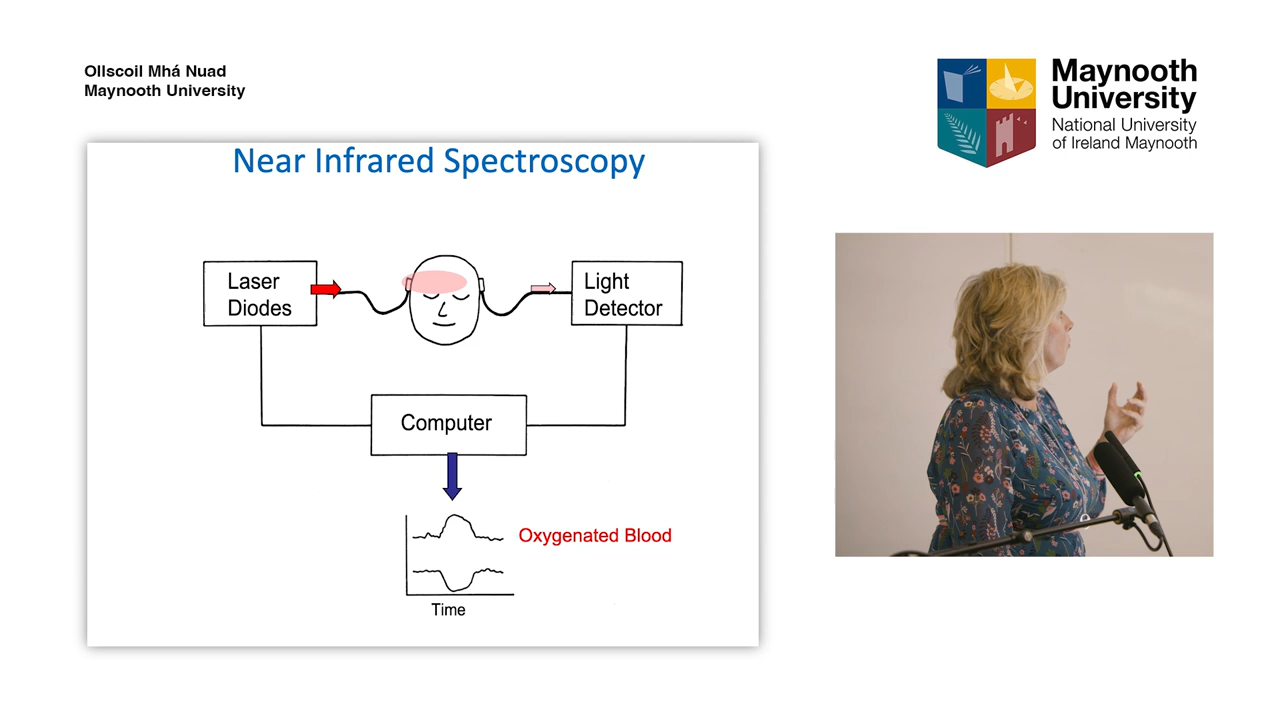 Ollscoil Mhá Nuad
Maynooth University
Maynooth
University
National University
of Ireland Maynooth
Near Infrared Spectroscopy
Laser
Diodes
Light
Detector
Computer
Oxygenated Blood
Time